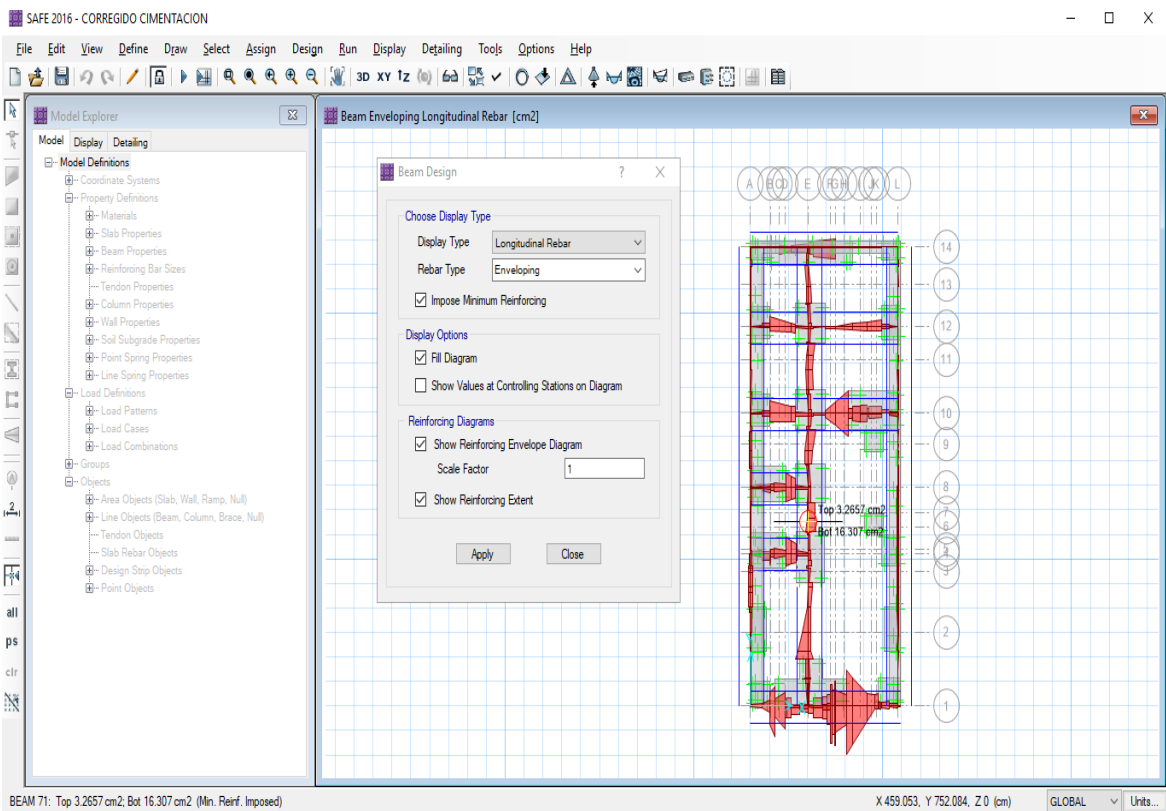 SAFE 2016 - CORREGIDO CIMENTACION
File Edit View Define Draw Select Assign Design Run Display Detailing Tools Options Help
3D XY
Model Explorer
Model Display Detailing
Model Definitions
Coordinate Systems
Property Definitions
Materials
Slab Properties
Beam Properties
Reinforcing Bar Sizes
Tendon Properties
Column Properties
Wall Properties
Soil Subgrade Properties
Point Spring Properties
Line Spring Properties
Load Definitions
Load Patterns
Load Cases
Load Combinations
Groups
Objects
Area Objects (Slab, Wall, Ramp, Null)
Line Objects (Beam, Column, Brace, Null)
Tendon Objects
Slab Rebar Objects
Design Strip Objects
Point Objects
all
ps
clr
Beam Enveloping Longitudinal Rebar [cm2]
Beam Design ? X
Choose Display Type
Display Type Longitudinal Rebar
Rebar Type Enveloping
Impose Minimum Reinforcing
Display Options
Fill Diagram
Show Values at Controlling Stations on Diagram
Reinforcing Diagrams
Show Reinforcing Envelope Diagram
Scale Factor 1
Show Reinforcing Extent
Apply Close
A B C D E F G H J K L
14
13
12
11
10
9
8
Top 3.2657 cm2
6
Bot 16.307 cm2
3
2
1
BEAM 71: Top 3.2657 cm2; Bot 16.307 cm2 (Min. Reinf. Imposed)
X 459.053, Y 752.084, Z 0 (cm) GLOBAL Units...